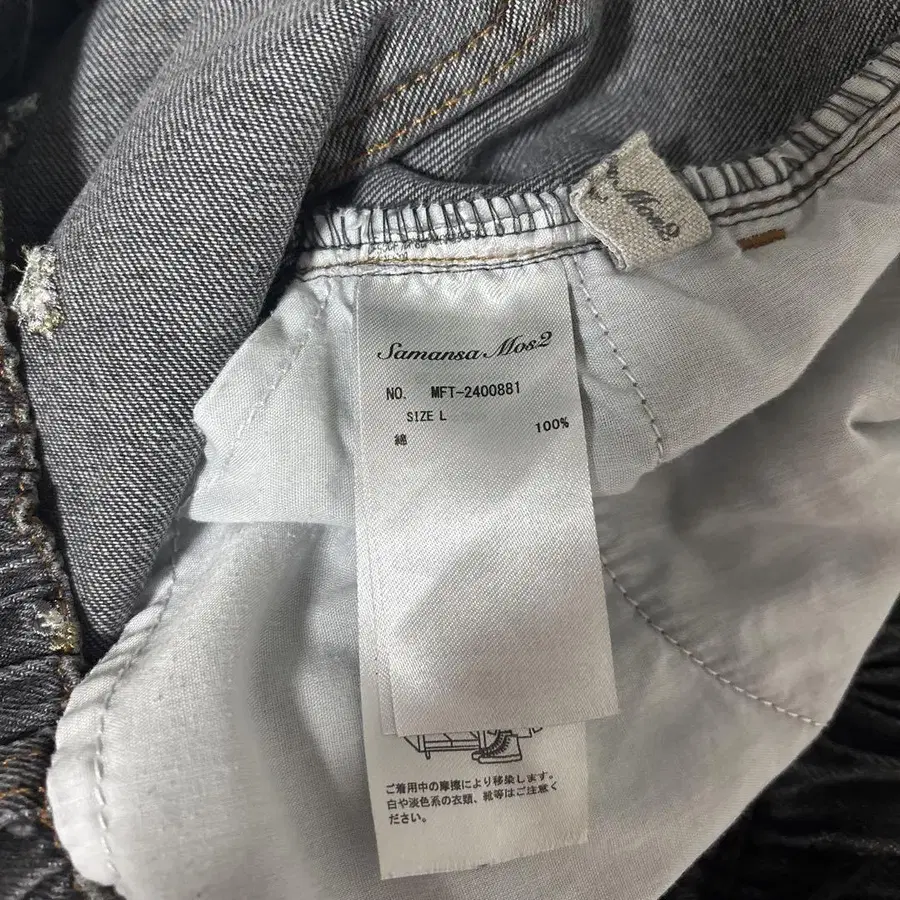 Mos2
Samansa Mos2
NO. MFT-2400881
SIZE L
綿 100%
ご着用中の摩擦により移染します。
白や淡色系の衣類、靴等はご注意く
ださい。